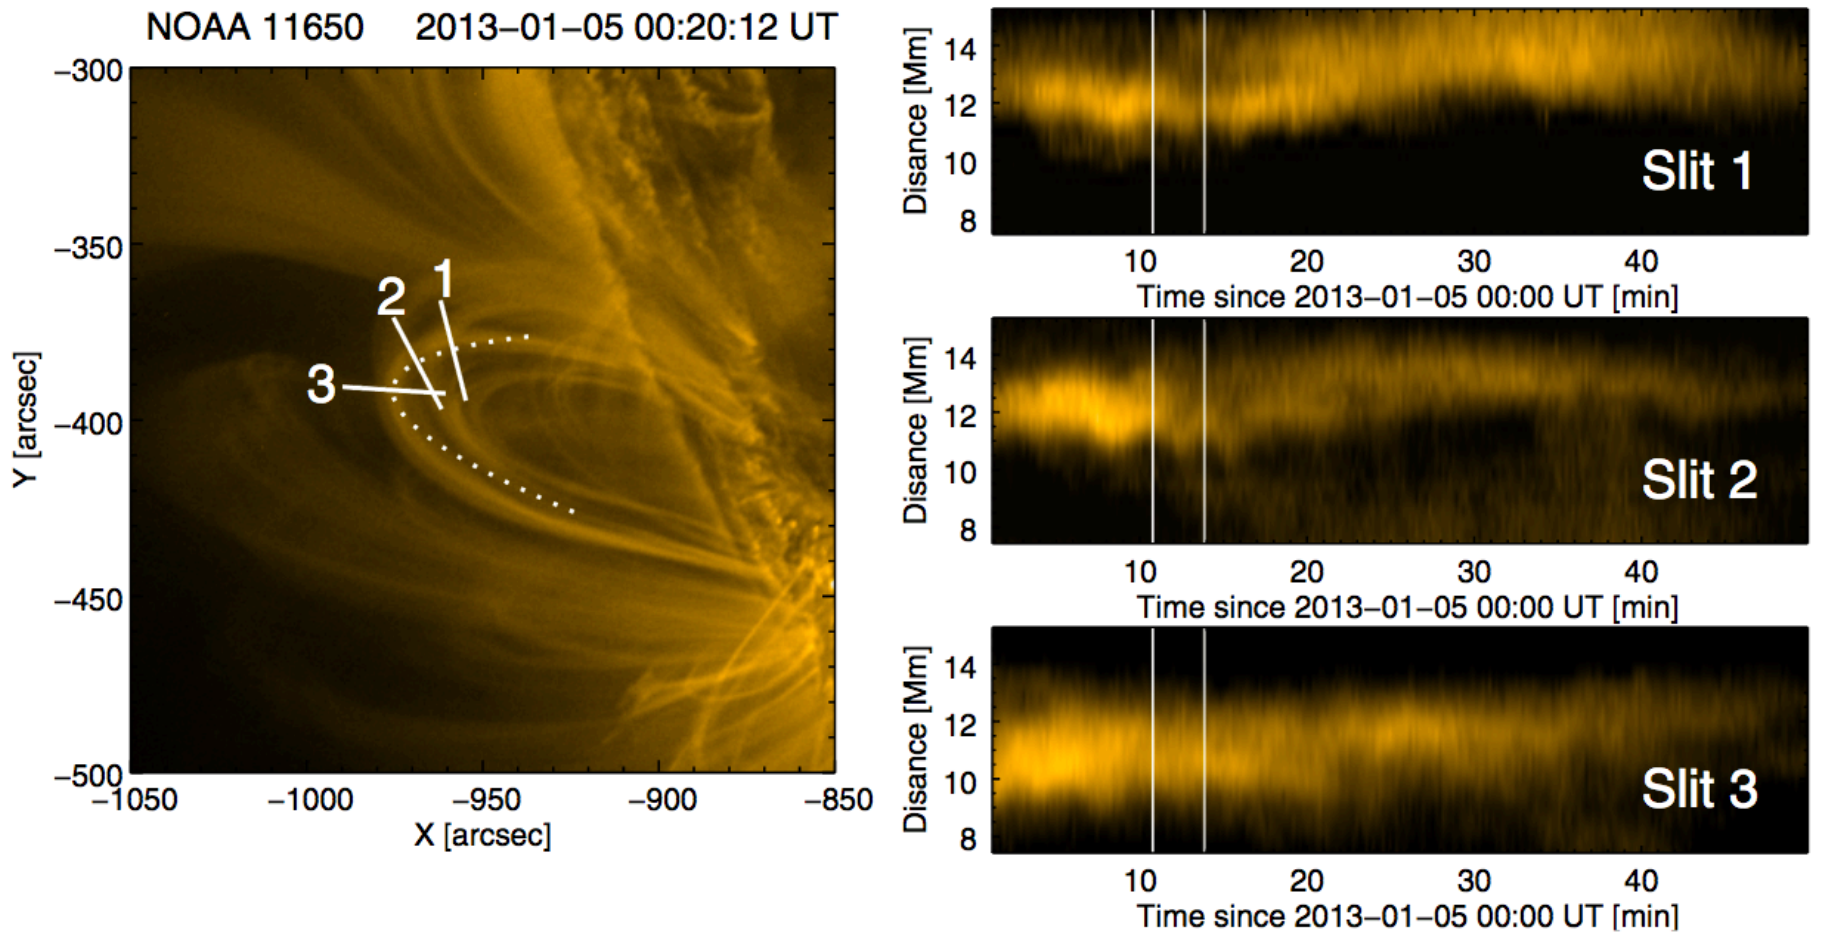 NOAA 11650 2013−01−05 00:20:12 UT
−300
−350
−400
−450
−500
Y [arcsec]
1
2
3
−1050 −1000 −950 −900 −850
X [arcsec]
14
12
10
8
Disance [Mm]
Slit 1
10 20 30 40
Time since 2013−01−05 00:00 UT [min]
14
12
10
8
Disance [Mm]
Slit 2
10 20 30 40
Time since 2013−01−05 00:00 UT [min]
14
12
10
8
Disance [Mm]
Slit 3
10 20 30 40
Time since 2013−01−05 00:00 UT [min]